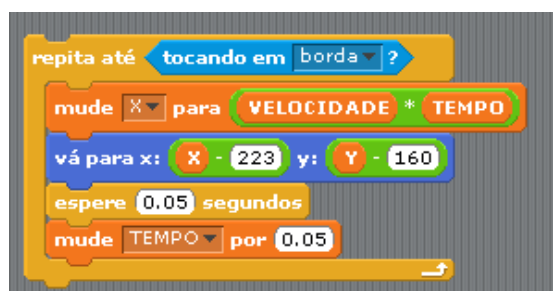 repita até tocando em borda ?
mude X para VELOCIDADE * TEMPO
vá para x: X - 223 y: Y - 160
espere 0.05 segundos
mude TEMPO por 0.05